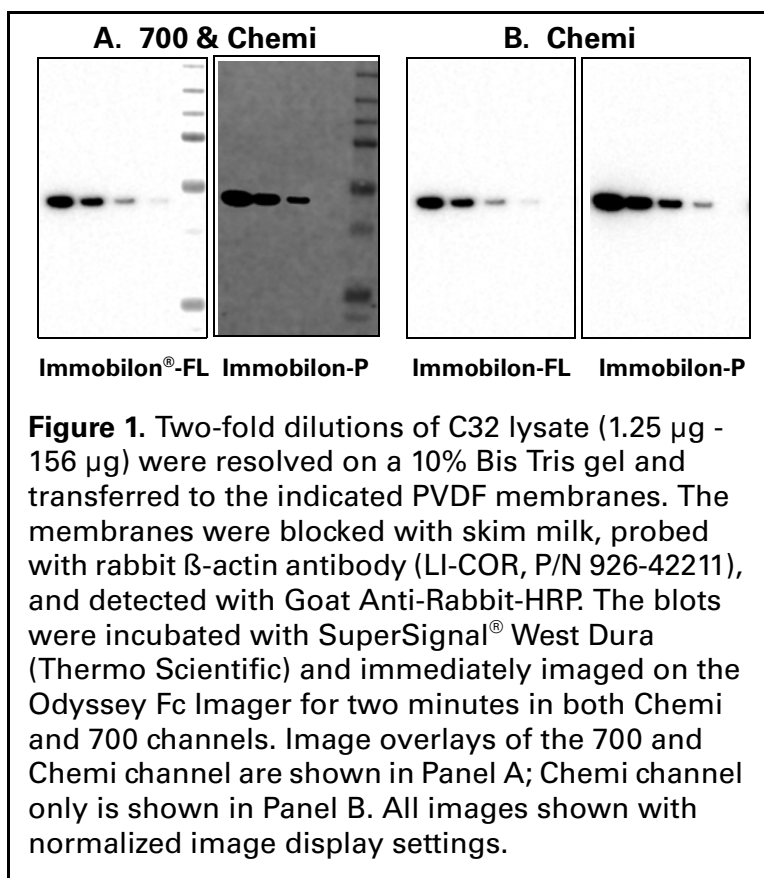 A. 700 & Chemi
B. Chemi
Immobilon®-FL Immobilon-P
Immobilon-FL Immobilon-P
Figure 1. Two-fold dilutions of C32 lysate (1.25 µg -
156 µg) were resolved on a 10% Bis Tris gel and
transferred to the indicated PVDF membranes. The
membranes were blocked with skim milk, probed
with rabbit ß-actin antibody (LI-COR, P/N 926-42211),
and detected with Goat Anti-Rabbit-HRP. The blots
were incubated with SuperSignal® West Dura
(Thermo Scientific) and immediately imaged on the
Odyssey Fc Imager for two minutes in both Chemi
and 700 channels. Image overlays of the 700 and
Chemi channel are shown in Panel A; Chemi channel
only is shown in Panel B. All images shown with
normalized image display settings.